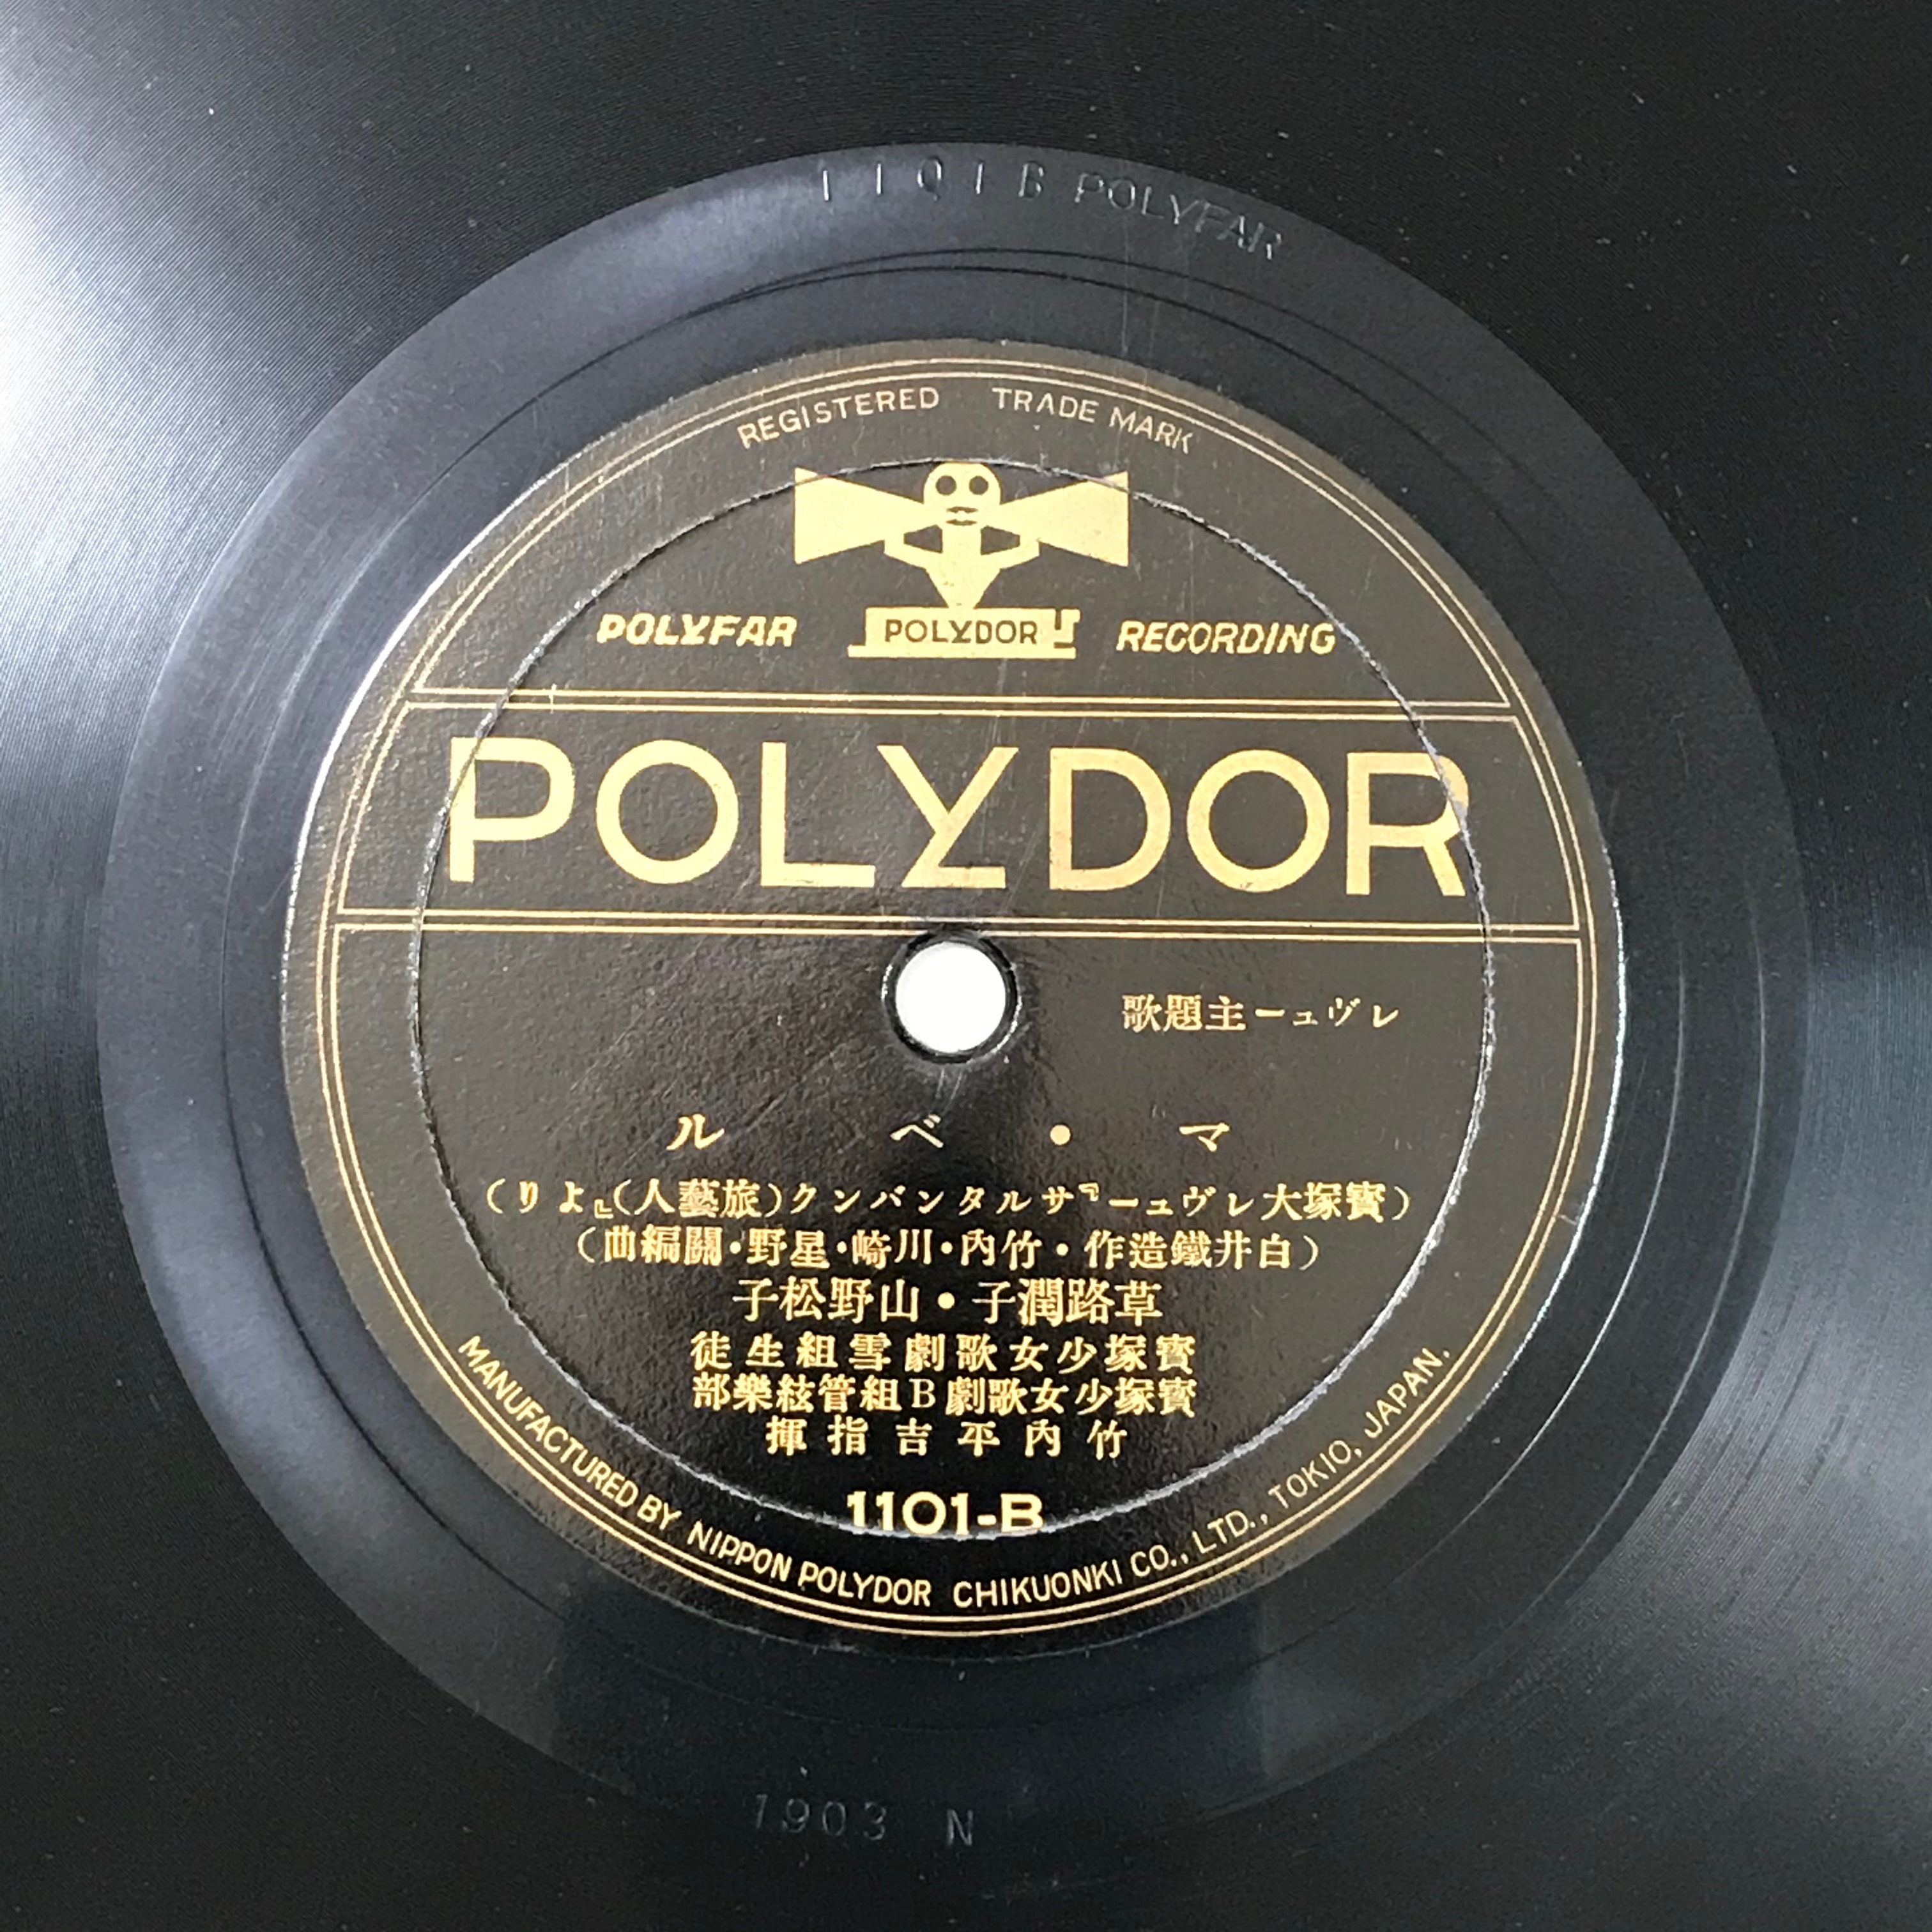 1101B POLYFAR
REGISTERED TRADE MARK
POLYFAR POLYDOR RECORDING
POLYDOR
レヴュー主題歌
マ・ベル
(寶塚大レヴュー『サルタンバンク(旅藝人)』より)
(白井鐵造作・竹內・川崎・星野・關編曲)
草路潤子・山野松子
寶塚少女歌劇雪組生徒
寶塚少女歌劇B組管絃樂部
竹內平吉指揮
1101-B
MANUFACTURED BY NIPPON POLYDOR CHIKUONKI CO., LTD., TOKIO, JAPAN.
1903 N